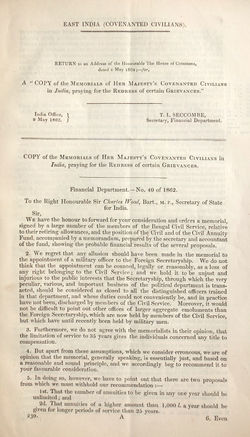 EAST INDIA (COVENANTED CIVILIANS).
RETURN to an Address of the Honourable The House of Commons,
dated 2 May 1862;—for,
A "COPY of the MEMORIALS of HER MAJESTY'S COVENANTED CIVILIANS
in India, praying for the REDRESS of certain GRIEVANCES."
India Office,
9 May 1862.
T. L. SECCOMBE,
Secretary, Financial Department.
COPY of the MEMORIALS of HER MAJESTY'S COVENANTED CIVILIANS in
India, praying for the REDRESS of certain GRIEVANCES.
Financial Department.—No. 40 of 1862.
To the Right Honourable Sir Charles Wood, Bart., M.P., Secretary of State
for India.
Sir,
We have the honour to forward for your consideration and orders a memorial,
signed by a large number of the members of the Bengal Civil Service, relative
to their retiring allowance, and the position of the Civil and of the Civil Annuity
Fund, accompanied by a memorandum, prepared by the secretary and accountant
of the fund, showing the probable financial results of the several proposals.
2. We regret that any allusion should have been made in the memorial to
the appointment of a military officer to the Foreign Secretaryship. We do not
think that the appointment can be counted, legally or reasonably, as a loss of
any right belonging to the Civil Service; and we hold it to be unjust and
injurious to the public interests that the Secretaryship, through which the very
peculiar, various, and important business of the political department is trans-
acted, should be considered as closed to all the distinguished officers retained
in that department, and whose duties could not conveniently be, and in practice
have not been, discharged by members of the Civil Service. Moreover, it would
not be difficult to point out other offices of larger aggregate emoluments than
the Foreign Secretaryship, which are now held by members of the Civil Service,
but which have until recently been held by military men.
3. Furthermore, we do not agree with the memorialists in their opinion, that
the limitation of service to 35 years gives the individuals concerned any title to
compensation.
4. But apart from these assumptions, which we consider erroneous, we are of
opinion that the memorial, generally speaking, is essentially just, and based on
a reasonable and sound principle, and we accordingly beg to recommend it to
your favourable consideration.
5. In doing so, however, we have to point out that there are two proposals
from which we must withhold our recommendation:—
1st. That the number of annuities to be given in any one year should be
unlimited; and
2d. That annuities of a higher amount than 1,000 l. a year should be
given for longer periods of service than 25 years.
239.
A
6. Even